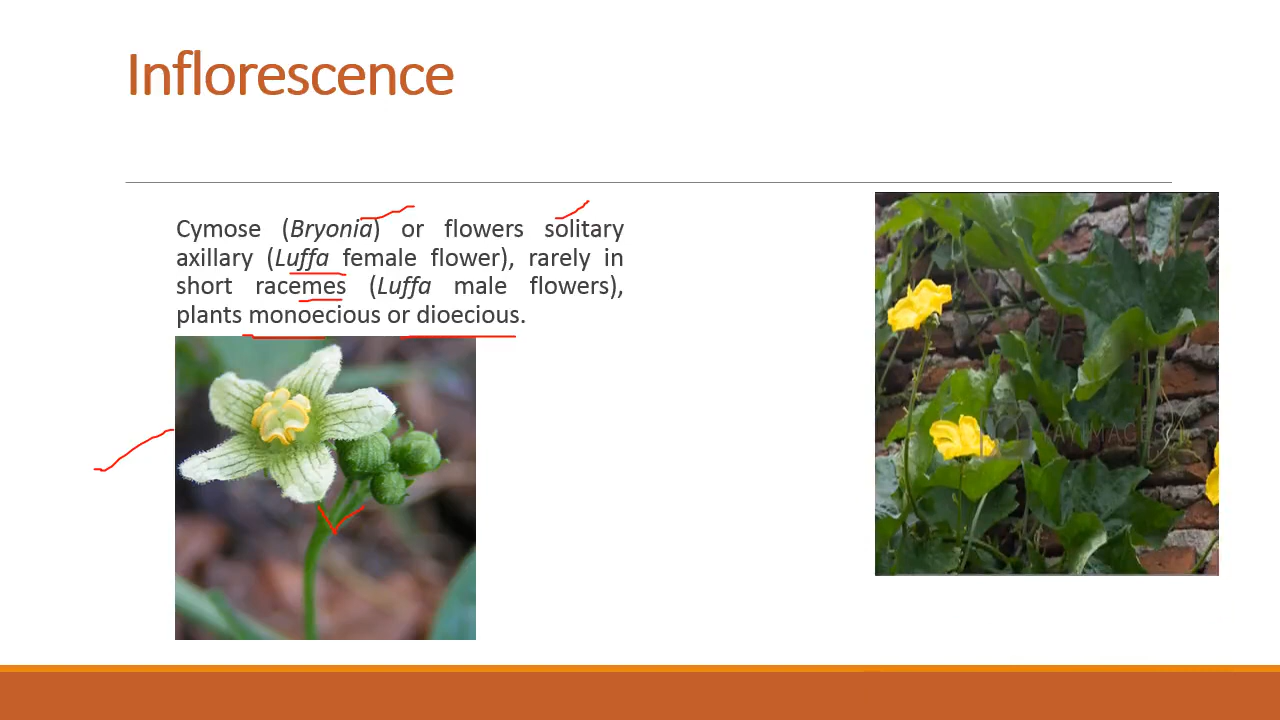 Inflorescence
Cymose (Bryonia) or flowers solitary
axillary (Luffa female flower), rarely in
short racemes (Luffa male flowers),
plants monoecious or dioecious.